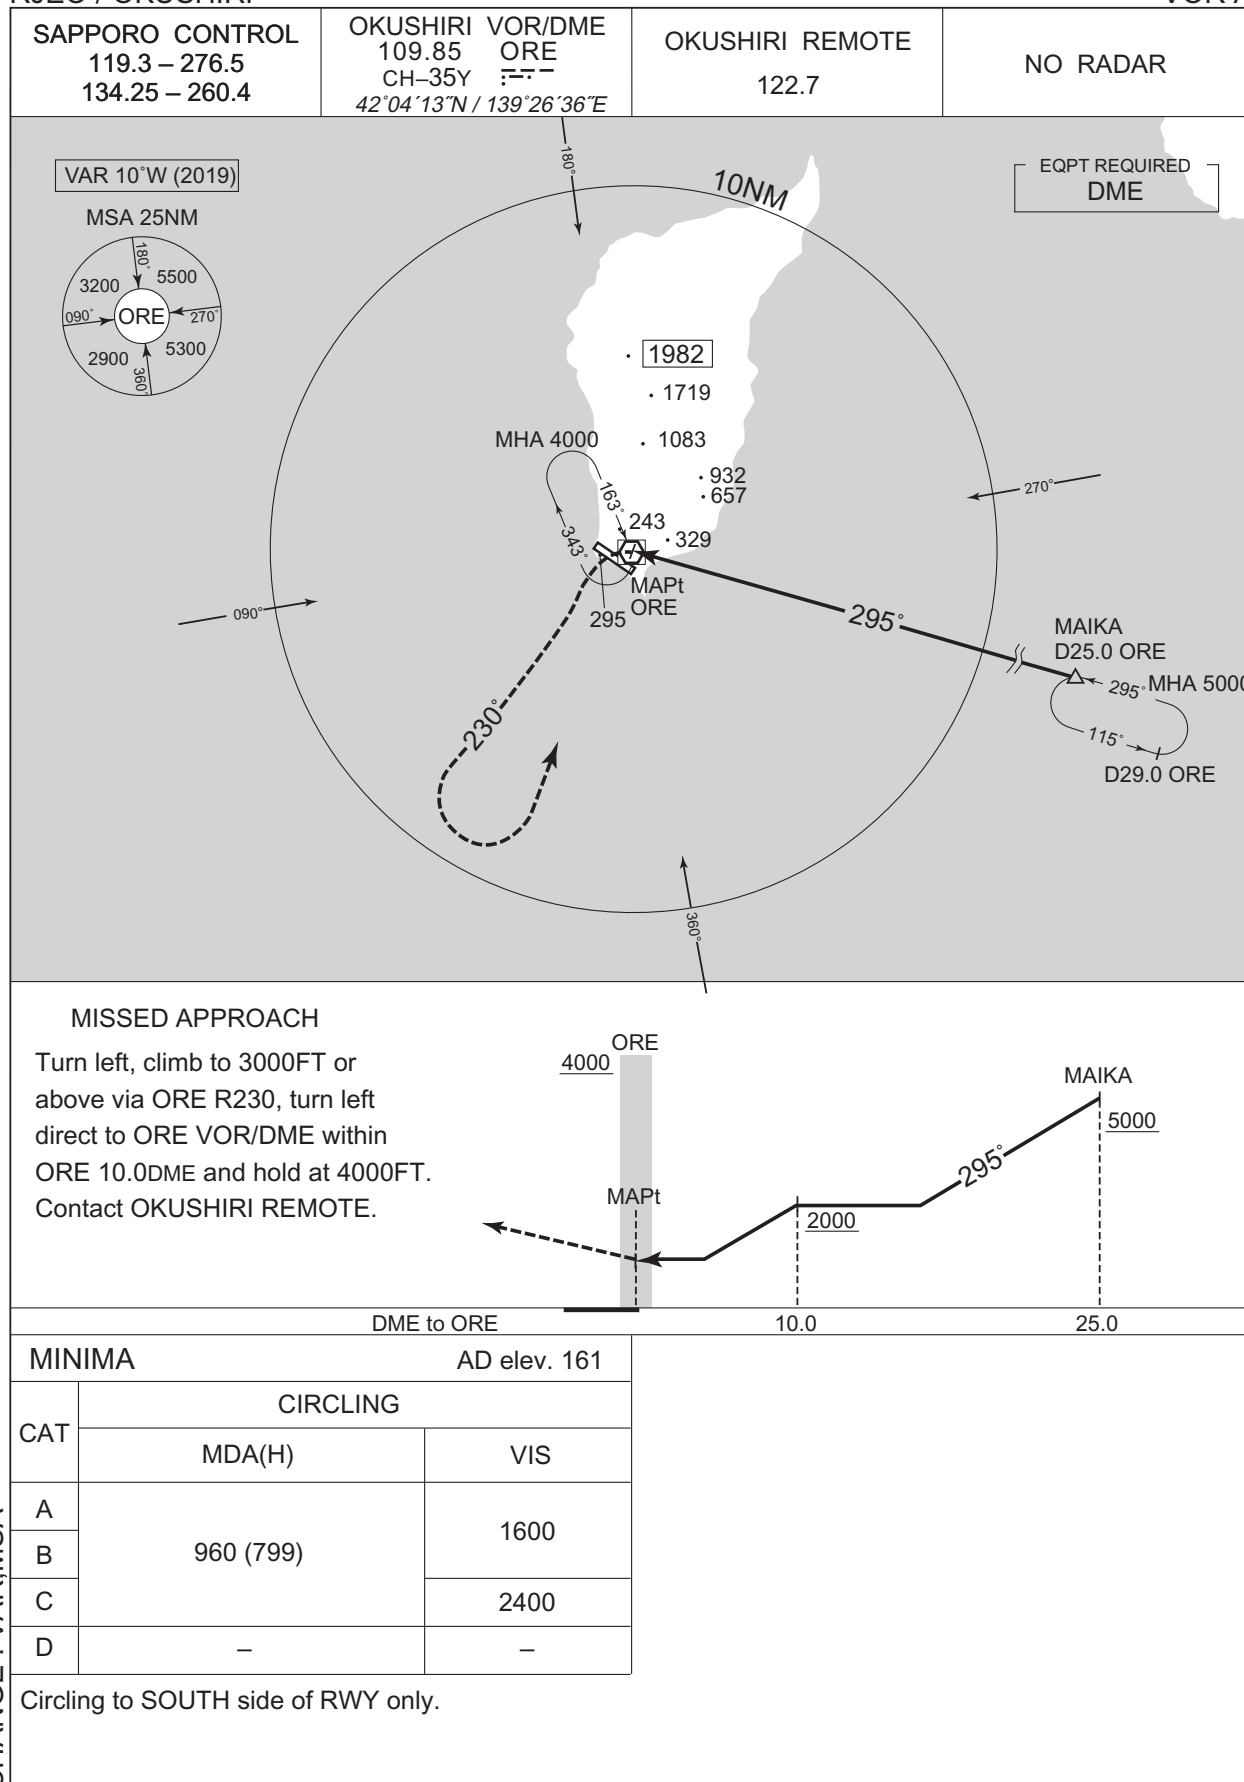 SAPPORO CONTROL
119.3 – 276.5
134.25 – 260.4
OKUSHIRI VOR/DME
109.85 ORE
CH–35Y
42°04´13˝N / 139°26´36˝E
OKUSHIRI REMOTE
122.7
NO RADAR
VAR 10°W (2019)
MSA 25NM
180°
3200
5500
090°
ORE
270°
2900
5300
360°
180°
10NM
EQPT REQUIRED
DME
1982
1719
MHA 4000
1083
932
657
163°
243
329
343°
270°
MAPt
ORE
295
090°
295°
MAIKA
D25.0 ORE
295°
MHA 5000
115°
D29.0 ORE
230°
360°
MISSED APPROACH
Turn left, climb to 3000FT or
above via ORE R230, turn left
direct to ORE VOR/DME within
ORE 10.0DME and hold at 4000FT.
Contact OKUSHIRI REMOTE.
ORE
4000
MAIKA
5000
295°
MAPt
2000
DME to ORE 10.0 25.0
MINIMA AD elev. 161
CAT
CIRCLING
MDA(H) VIS
A
B
960 (799)
1600
C
2400
D – –
Circling to SOUTH side of RWY only.